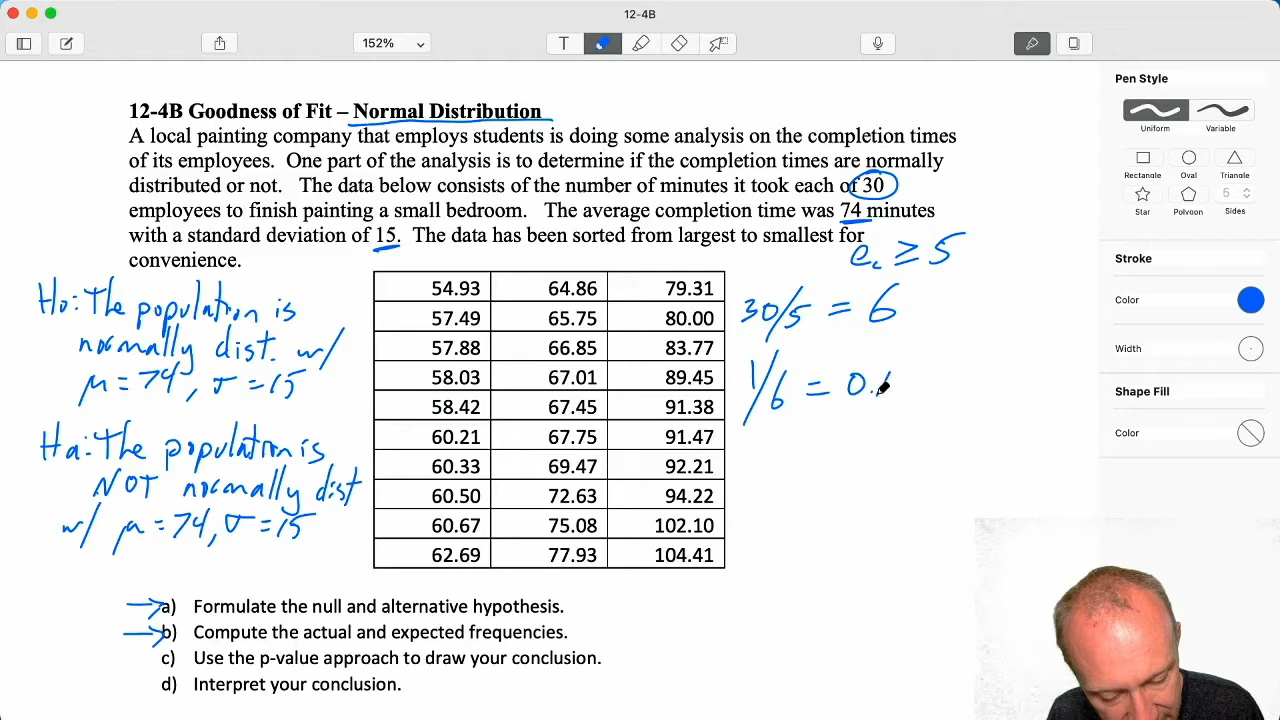 12-4B
152%
T
Pen Style
Uniform Variable
Rectangle Oval Triangle
Star Polygon Sides
5
Stroke
Color
Width
Shape Fill
Color
12-4B Goodness of Fit – Normal Distribution
A local painting company that employs students is doing some analysis on the completion times
of its employees. One part of the analysis is to determine if the completion times are normally
distributed or not. The data below consists of the number of minutes it took each of 30
employees to finish painting a small bedroom. The average completion time was 74 minutes
with a standard deviation of 15. The data has been sorted from largest to smallest for
convenience.
Ho: The population is
normally dist. w/
μ = 74, σ = 15
Ha: The population is
NOT normally dist
w/ μ = 74, σ = 15
54.93 64.86 79.31
57.49 65.75 80.00
57.88 66.85 83.77
58.03 67.01 89.45
58.42 67.45 91.38
60.21 67.75 91.47
60.33 69.47 92.21
60.50 72.63 94.22
60.67 75.08 102.10
62.69 77.93 104.41
≥ 5
30/5 = 6
1/6 = 0.
a) Formulate the null and alternative hypothesis.
b) Compute the actual and expected frequencies.
c) Use the p-value approach to draw your conclusion.
d) Interpret your conclusion.